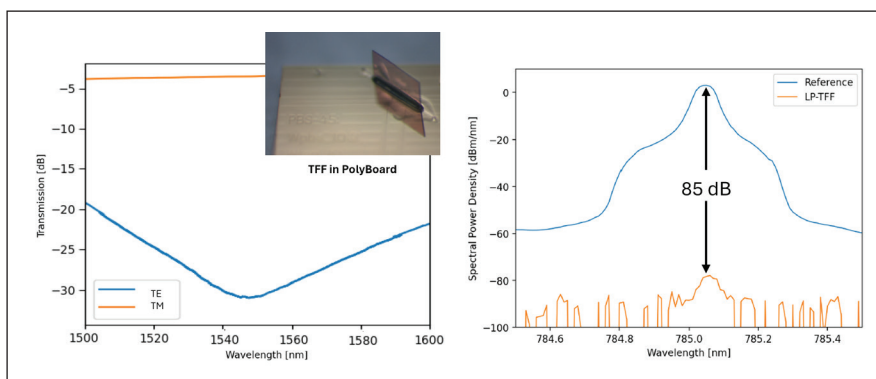 Transmission [dB]
−5
−10
−15
−20
−25
−30
TE
TM
1500
1520
1540
1560
1580
1600
Wavelength [nm]
TFF in PolyBoard
Spectral Power Density [dBm/nm]
0
−20
−40
−60
−80
−100
Reference
LP-TFF
85 dB
784.6
784.8
785.0
785.2
785.4
Wavelength [nm]